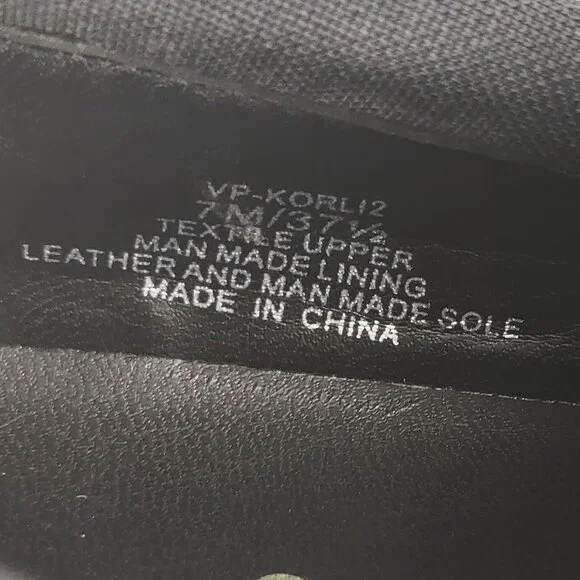 VP-KORLI2
7M/37½
TEXTILE UPPER
MAN MADE LINING
LEATHER AND MAN MADE SOLE
MADE IN CHINA